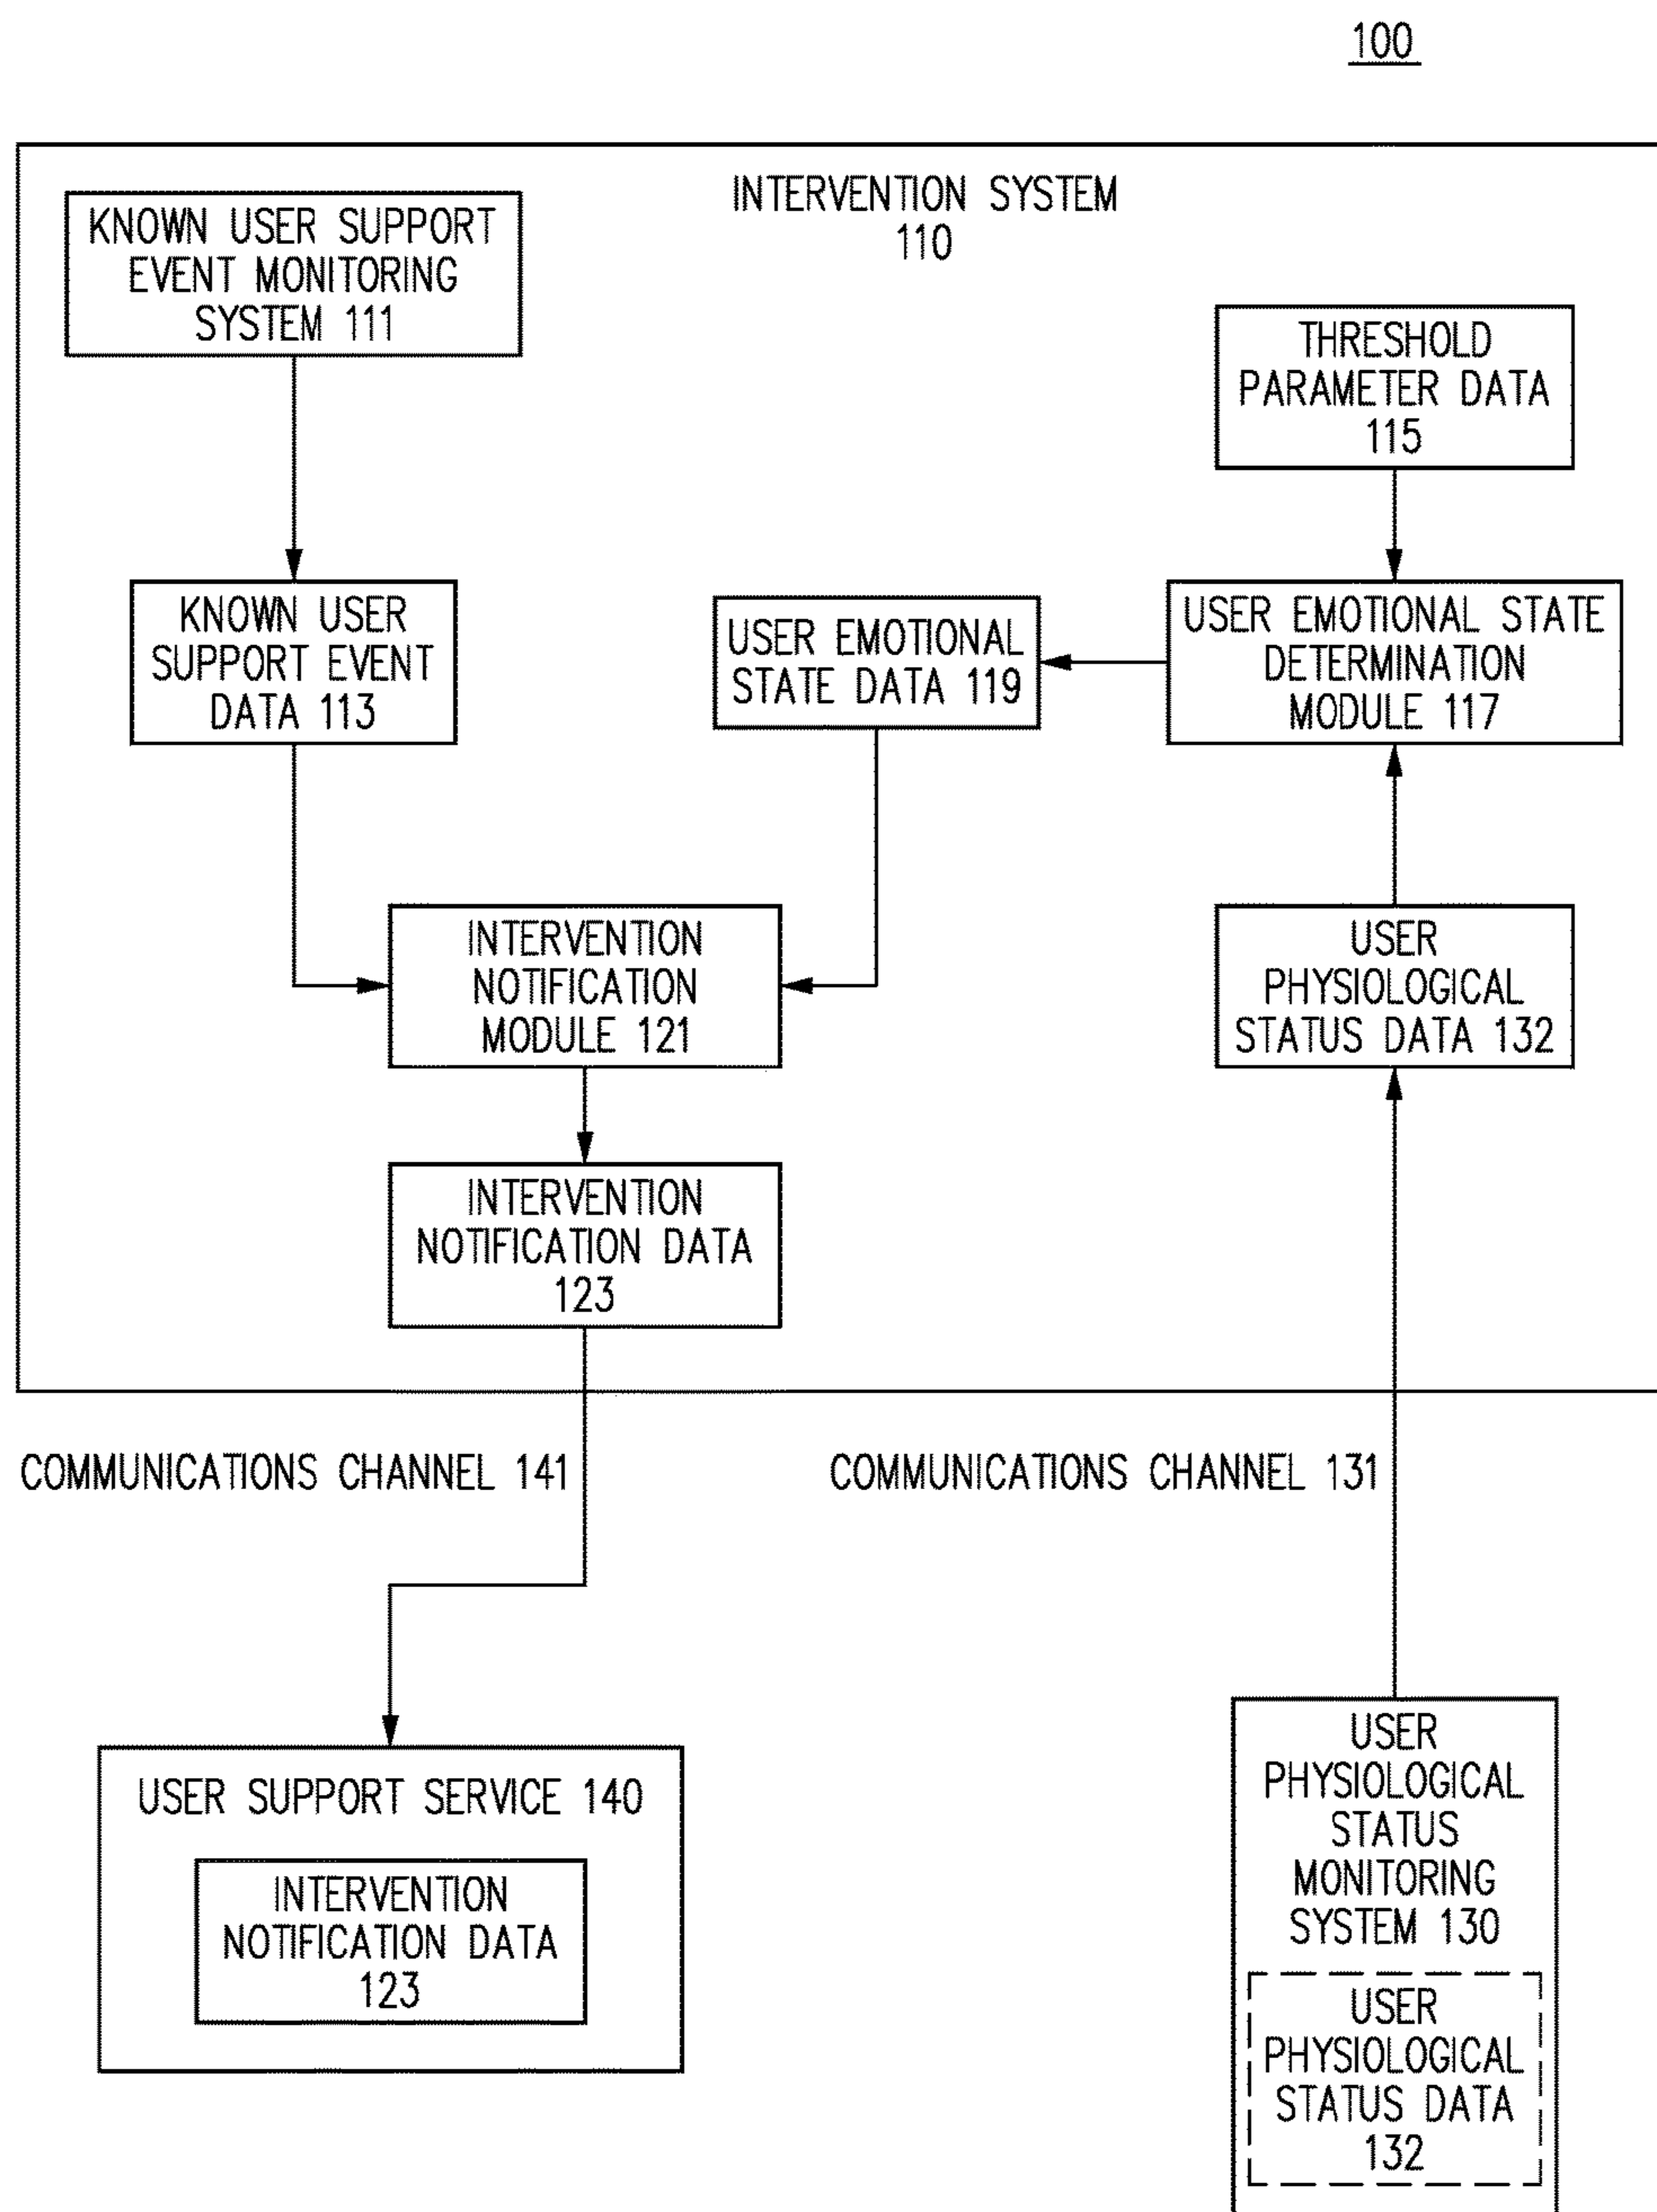 100
INTERVENTION SYSTEM
110
KNOWN USER SUPPORT
EVENT MONITORING
SYSTEM 111
THRESHOLD
PARAMETER DATA
115
KNOWN USER
SUPPORT EVENT
DATA 113
USER EMOTIONAL
STATE DATA 119
USER EMOTIONAL STATE
DETERMINATION
MODULE 117
INTERVENTION
NOTIFICATION
MODULE 121
USER
PHYSIOLOGICAL
STATUS DATA 132
INTERVENTION
NOTIFICATION DATA
123
COMMUNICATIONS CHANNEL 141
COMMUNICATIONS CHANNEL 131
USER SUPPORT SERVICE 140
INTERVENTION
NOTIFICATION DATA
123
USER
PHYSIOLOGICAL
STATUS
MONITORING
SYSTEM 130
USER
PHYSIOLOGICAL
STATUS DATA
132